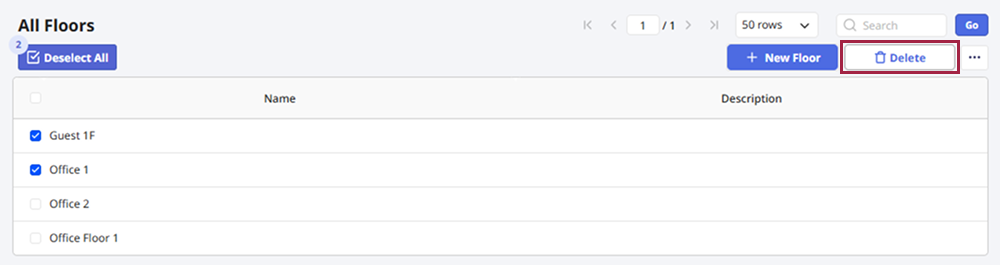 All Floors
1 / 1
50 rows
Search
Go
2
Deselect All
+ New Floor
Delete
...
Name Description
Guest 1F
Office 1
Office 2
Office Floor 1